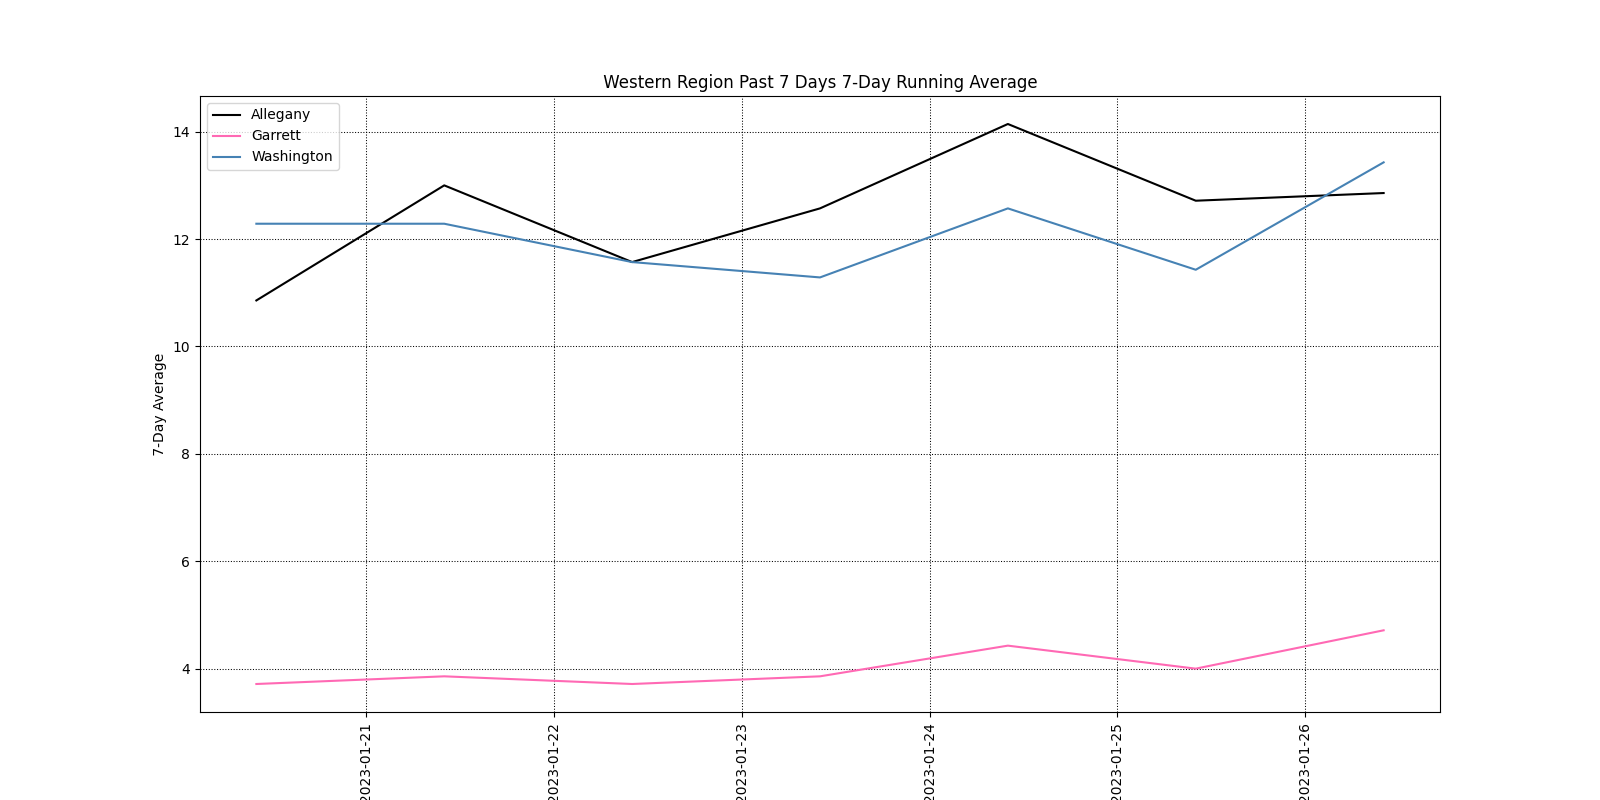 Western Region Past 7 Days 7-Day Running Average
Allegany
Garrett
Washington
14
12
10
8
6
4
7-Day Average
2023-01-21
2023-01-22
2023-01-23
2023-01-24
2023-01-25
2023-01-26